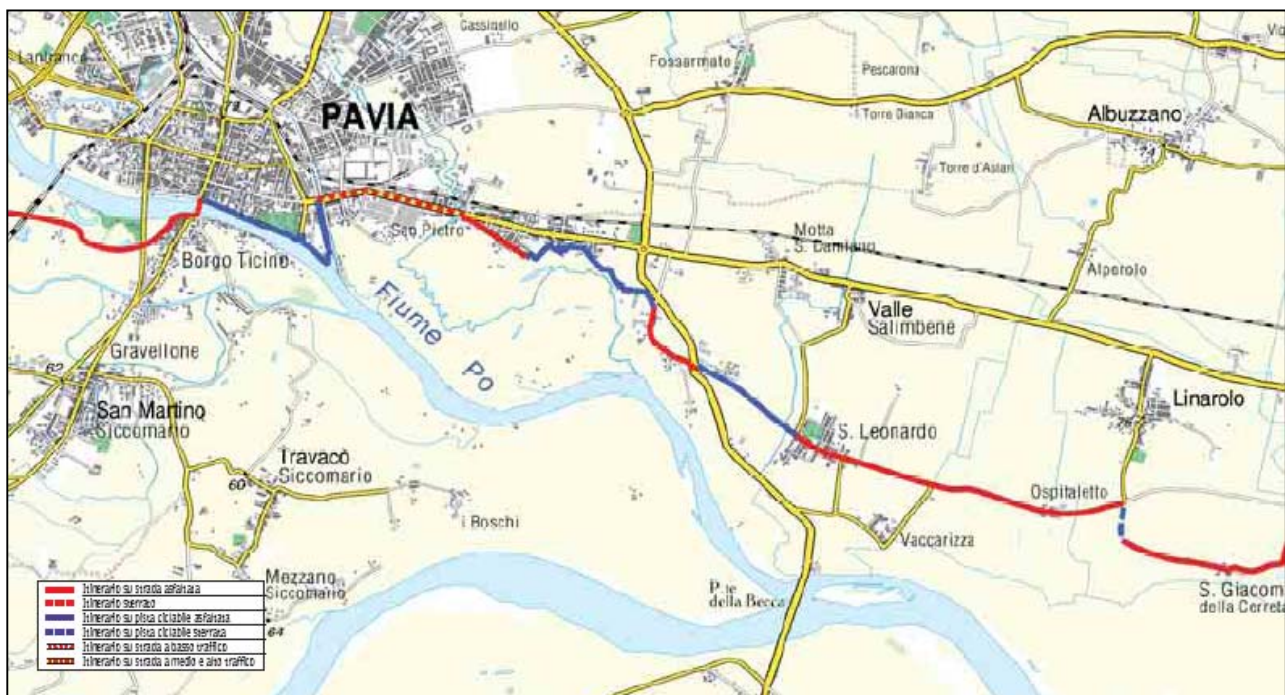 Cassinello
Lanfranco
Fossarmato
Pescarona
PAVIA
Torre Bianca
Albuzzano
Torre d'Astari
San Pietro
Motta
S. Damiano
Borgo Ticino
Alperolo
Fiume Po
Valle
Salimbene
Gravellone
62
San Martino
Siccomario
Linarolo
78
S. Leonardo
Travacò
Siccomario
60
Ospitaletto
i Boschi
Vaccarizza
Mezzano
Siccomario
64
P.te
della Becca
S. Giacom
della Cerreta
Itinerario su strada asfaltata
Itinerario sterrato
Itinerario su pista ciclabile asfaltata
Itinerario su pista ciclabile sterrata
Itinerario su strada a basso traffico
Itinerario su strada a medio e alto traffico